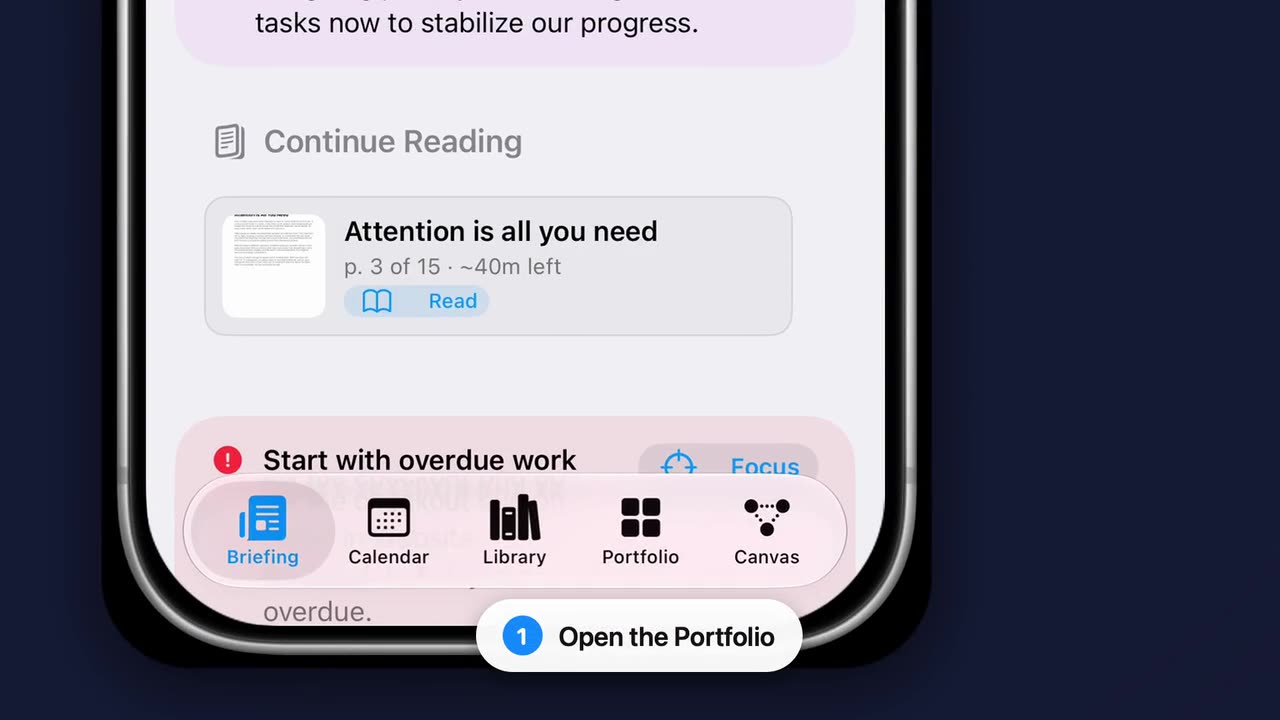 tasks now to stabilize our progress.
Continue Reading
Attention is all you need
p. 3 of 15 · ~40m left
Read
Start with overdue work
Focus
Briefing
Calendar
Library
Portfolio
Canvas
overdue.
1 Open the Portfolio